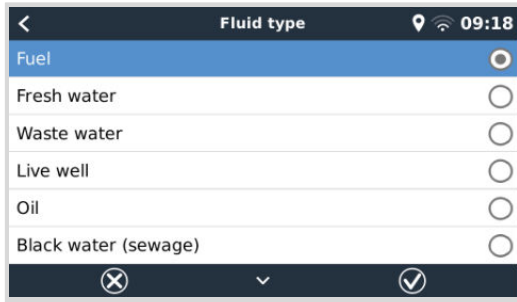 Fluid type 09:18
Fuel
Fresh water
Waste water
Live well
Oil
Black water (sewage)